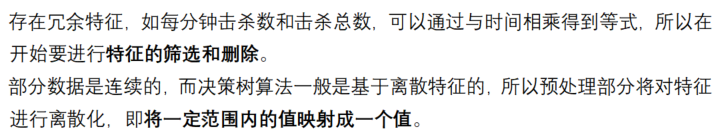 存在冗余特征，如每分钟击杀数和击杀总数，可以通过与时间相乘得到等式，所以在
开始要进行特征的筛选和删除。
部分数据是连续的，而决策树算法一般是基于离散特征的，所以预处理部分将对特征
进行离散化，即将一定范围内的值映射成一个值。